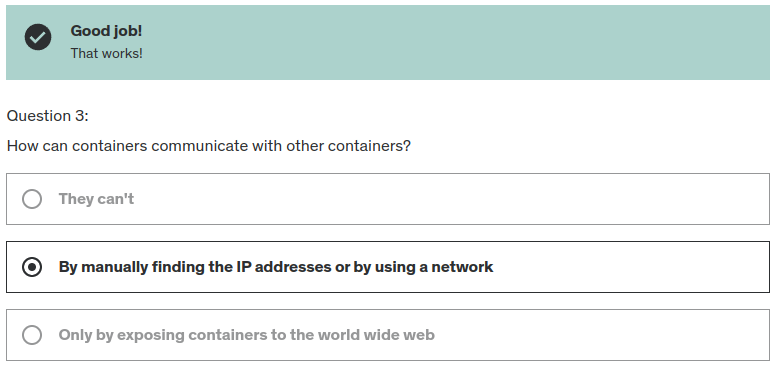 Good job!
That works!
Question 3:
How can containers communicate with other containers?
They can't
By manually finding the IP addresses or by using a network
Only by exposing containers to the world wide web